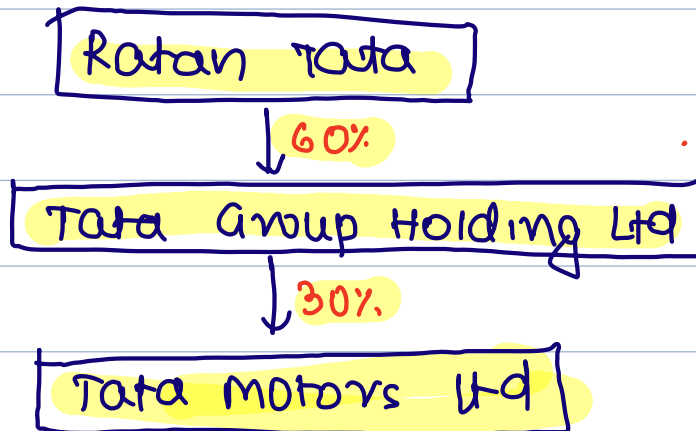 Ratan Tata
60%
Tata Group Holding Ltd
30%
Tata Motors Ltd